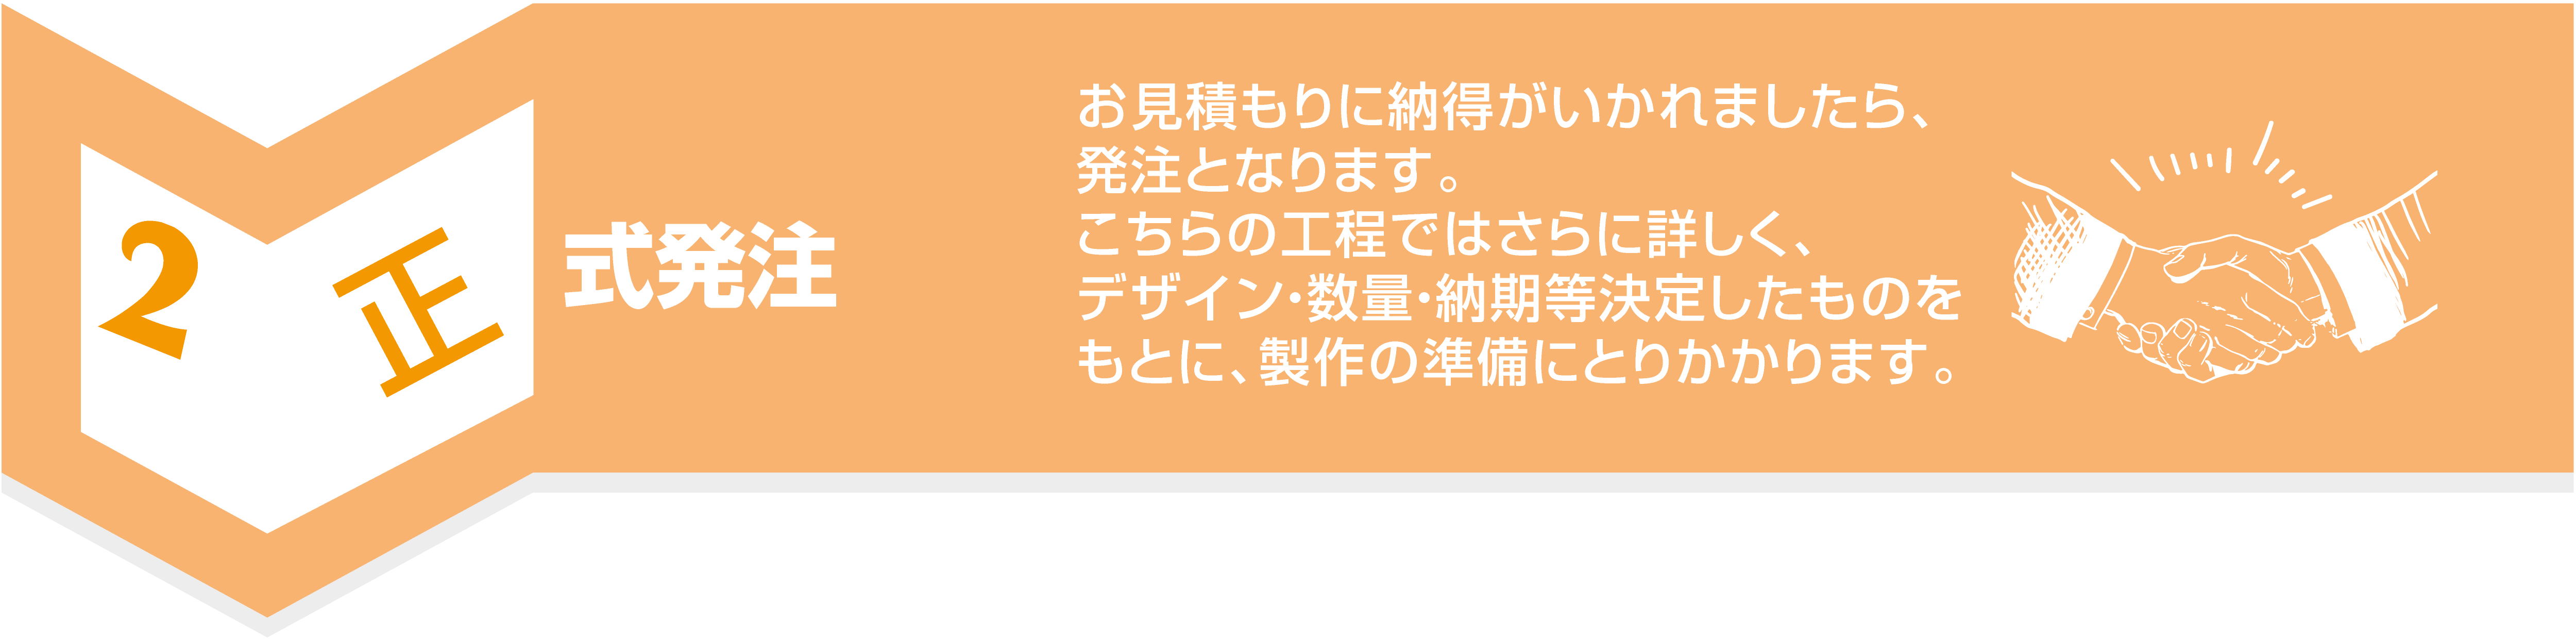 2 正式発注
お見積もりに納得がいかれましたら、
発注となります。
こちらの工程ではさらに詳しく、
デザイン・数量・納期等決定したものを
もとに、製作の準備にとりかかります。